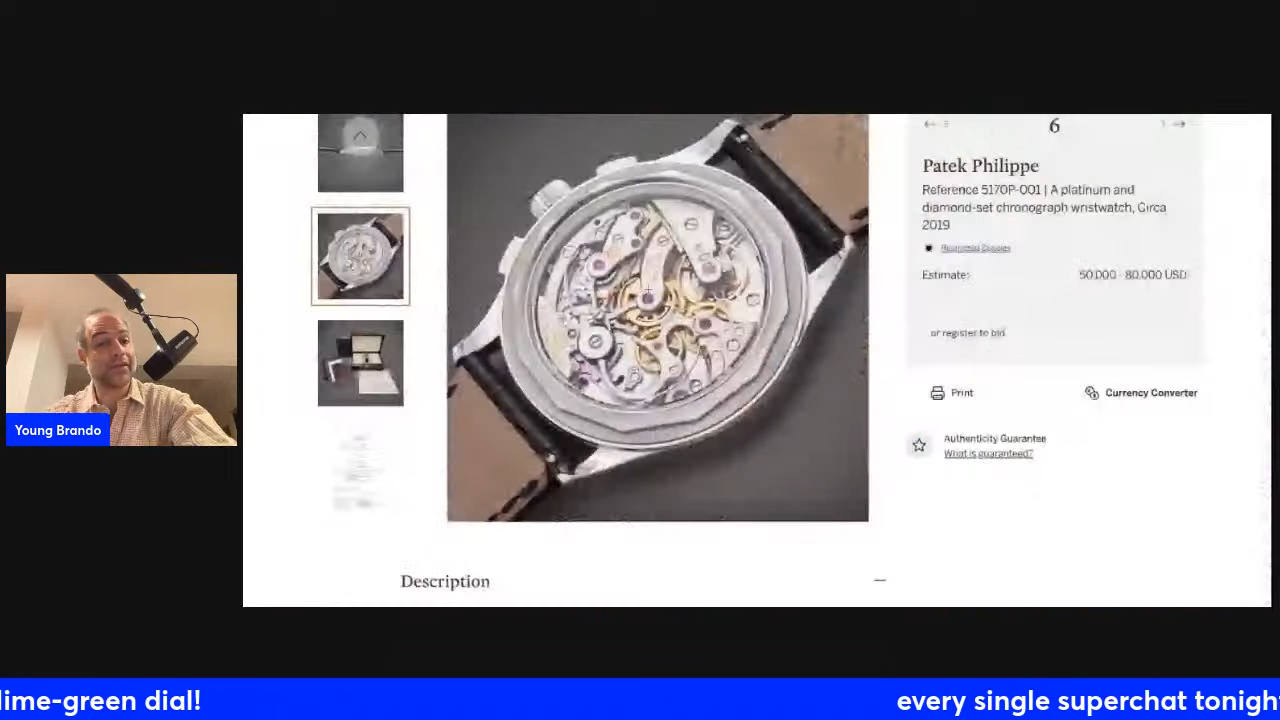 6
Patek Philippe
Reference 5170P-001 | A platinum and
diamond-set chronograph wristwatch, Circa
2019
Estimate:
50,000 - 80,000 USD
or register to bid
Print
Currency Converter
Authenticity Guarantee
What is guaranteed?
Young Brando
Description
lime-green dial!
every single superchat tonigh